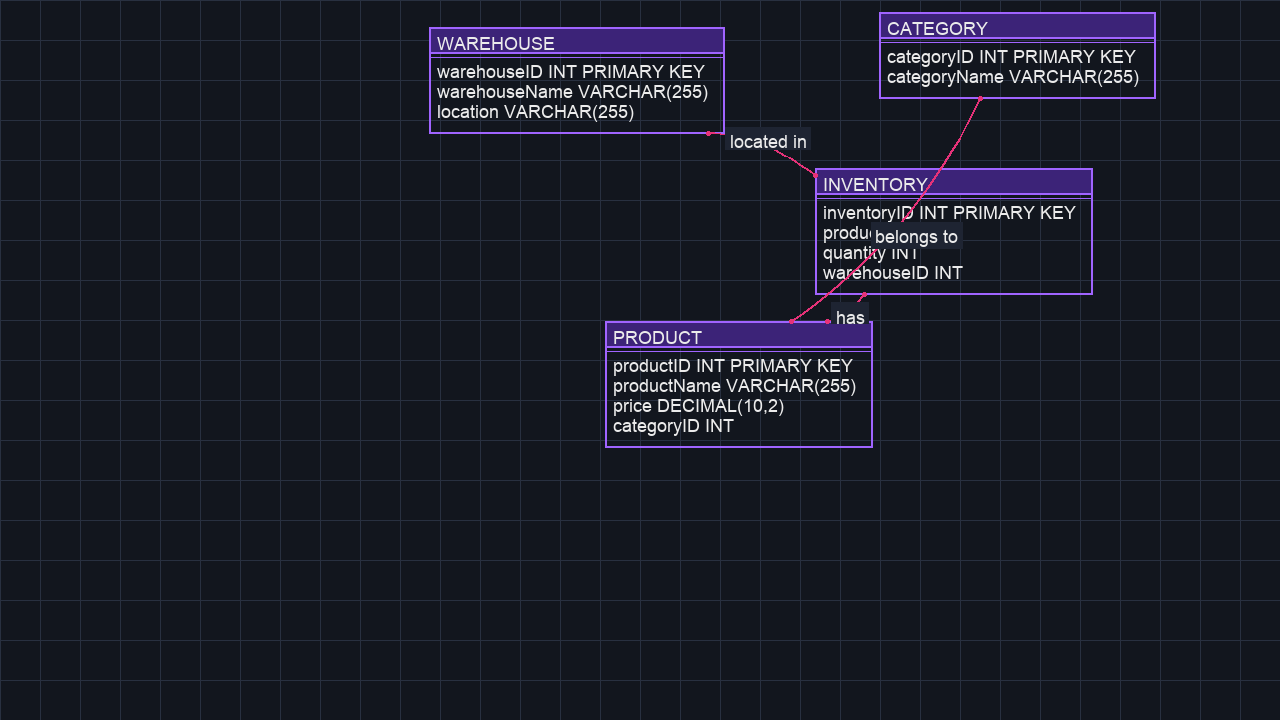 WAREHOUSE
warehouseID INT PRIMARY KEY
warehouseName VARCHAR(255)
location VARCHAR(255)
CATEGORY
categoryID INT PRIMARY KEY
categoryName VARCHAR(255)
located in
INVENTORY
inventoryID INT PRIMARY KEY
belongs to
quantity INT
warehouseID INT
has
PRODUCT
productID INT PRIMARY KEY
productName VARCHAR(255)
price DECIMAL(10,2)
categoryID INT